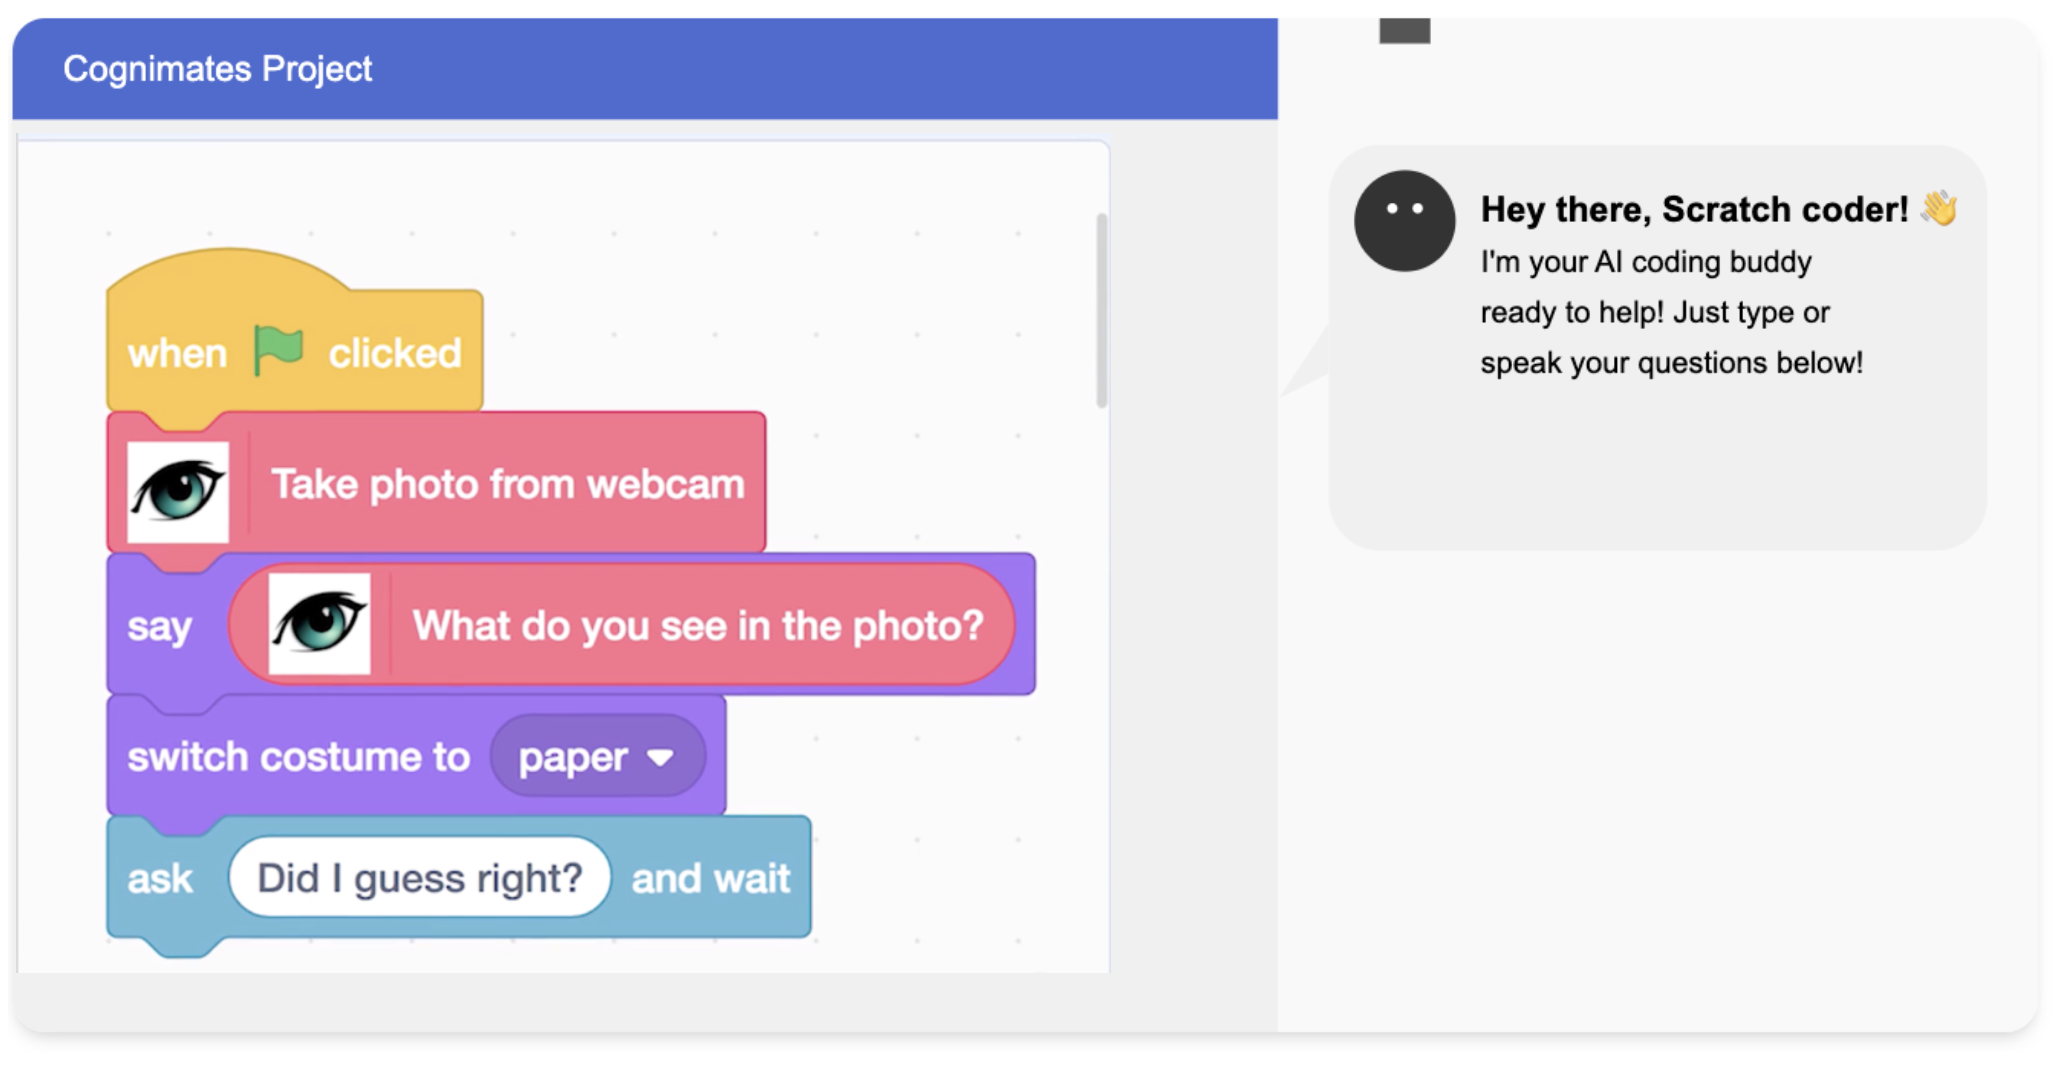 Cognimates Project
when clicked
Take photo from webcam
say What do you see in the photo?
switch costume to paper
ask Did I guess right? and wait
Hey there, Scratch coder! 👋
I'm your AI coding buddy
ready to help! Just type or
speak your questions below!